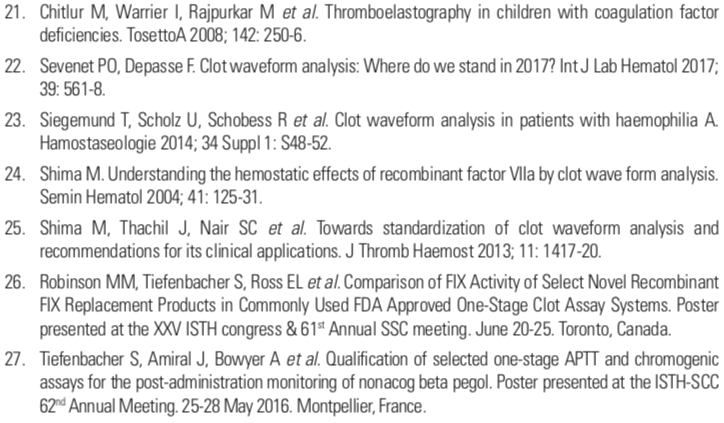 21. Chitlur M, Warrier I, Rajpurkar M et al. Thromboelastography in children with coagulation factor
deficiencies. TosettoA 2008; 142: 250-6.
22. Sevenet PO, Depasse F. Clot waveform analysis: Where do we stand in 2017? Int J Lab Hematol 2017;
39: 561-8.
23. Siegemund T, Scholz U, Schobess R et al. Clot waveform analysis in patients with haemophilia A.
Hamostaseologie 2014; 34 Suppl 1: S48-52.
24. Shima M. Understanding the hemostatic effects of recombinant factor VIIa by clot wave form analysis.
Semin Hematol 2004; 41: 125-31.
25. Shima M, Thachil J, Nair SC et al. Towards standardization of clot waveform analysis and
recommendations for its clinical applications. J Thromb Haemost 2013; 11: 1417-20.
26. Robinson MM, Tiefenbacher S, Ross EL et al. Comparison of FIX Activity of Select Novel Recombinant
FIX Replacement Products in Commonly Used FDA Approved One-Stage Clot Assay Systems. Poster
presented at the XXV ISTH congress & 61st Annual SSC meeting. June 20-25. Toronto, Canada.
27. Tiefenbacher S, Amiral J, Bowyer A et al. Qualification of selected one-stage APTT and chromogenic
assays for the post-administration monitoring of nonacog beta pegol. Poster presented at the ISTH-SCC
62nd Annual Meeting. 25-28 May 2016. Montpellier, France.